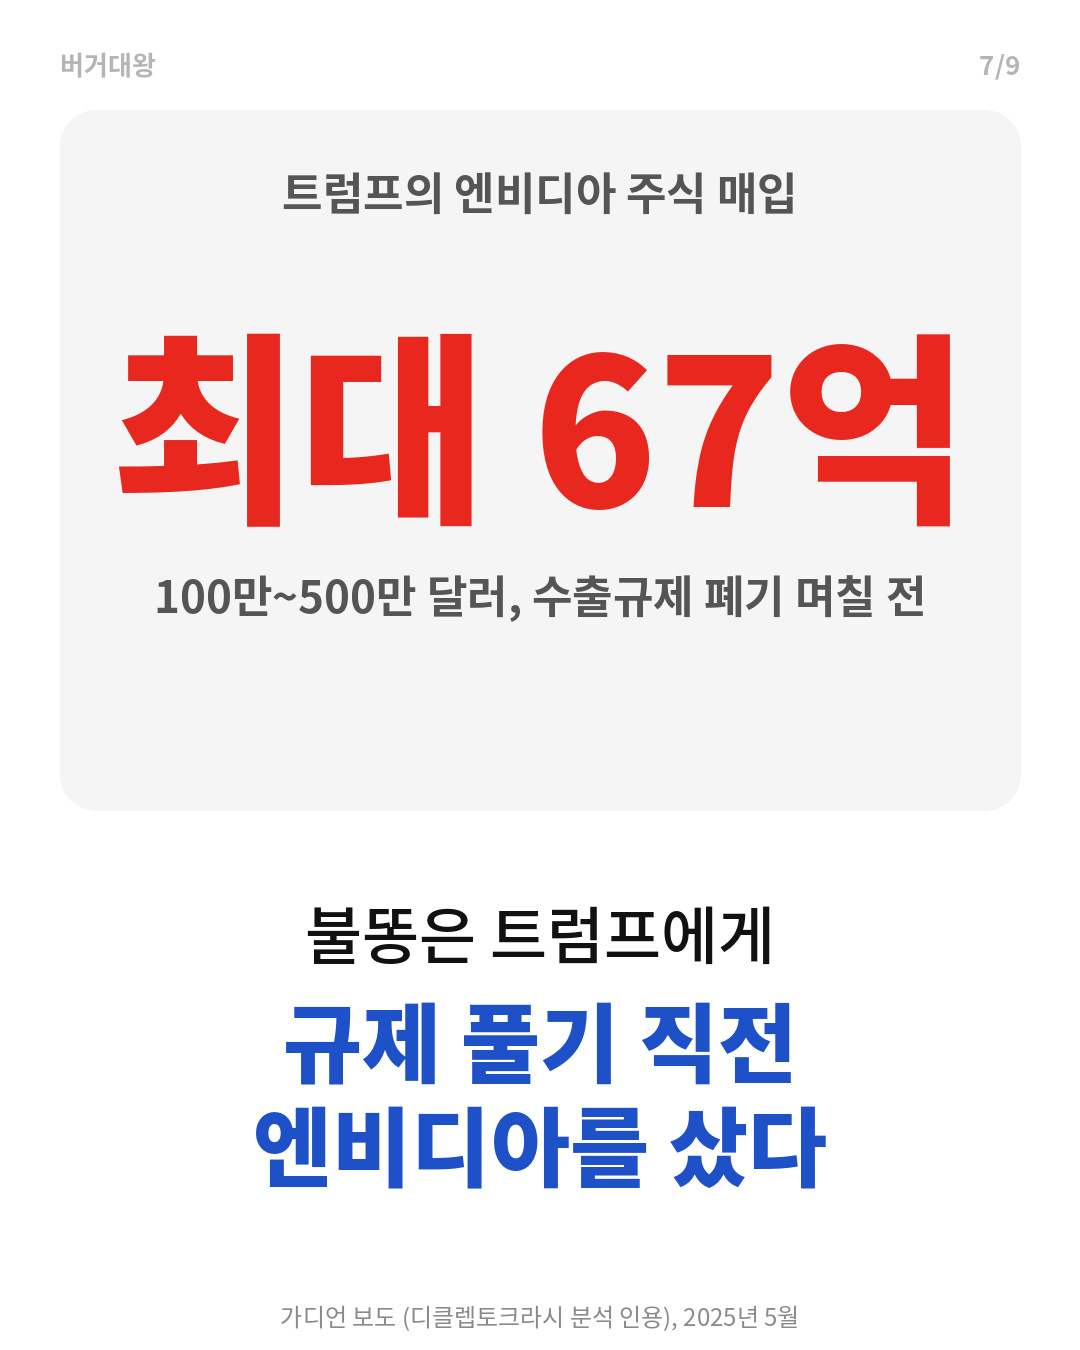 버거대왕
7/9
트럼프의 엔비디아 주식 매입
최대 67억
100만~500만 달러, 수출규제 폐기 며칠 전
불똥은 트럼프에게
규제 풀기 직전
엔비디아를 샀다
가디언 보도 (디클렙토크라시 분석 인용), 2025년 5월